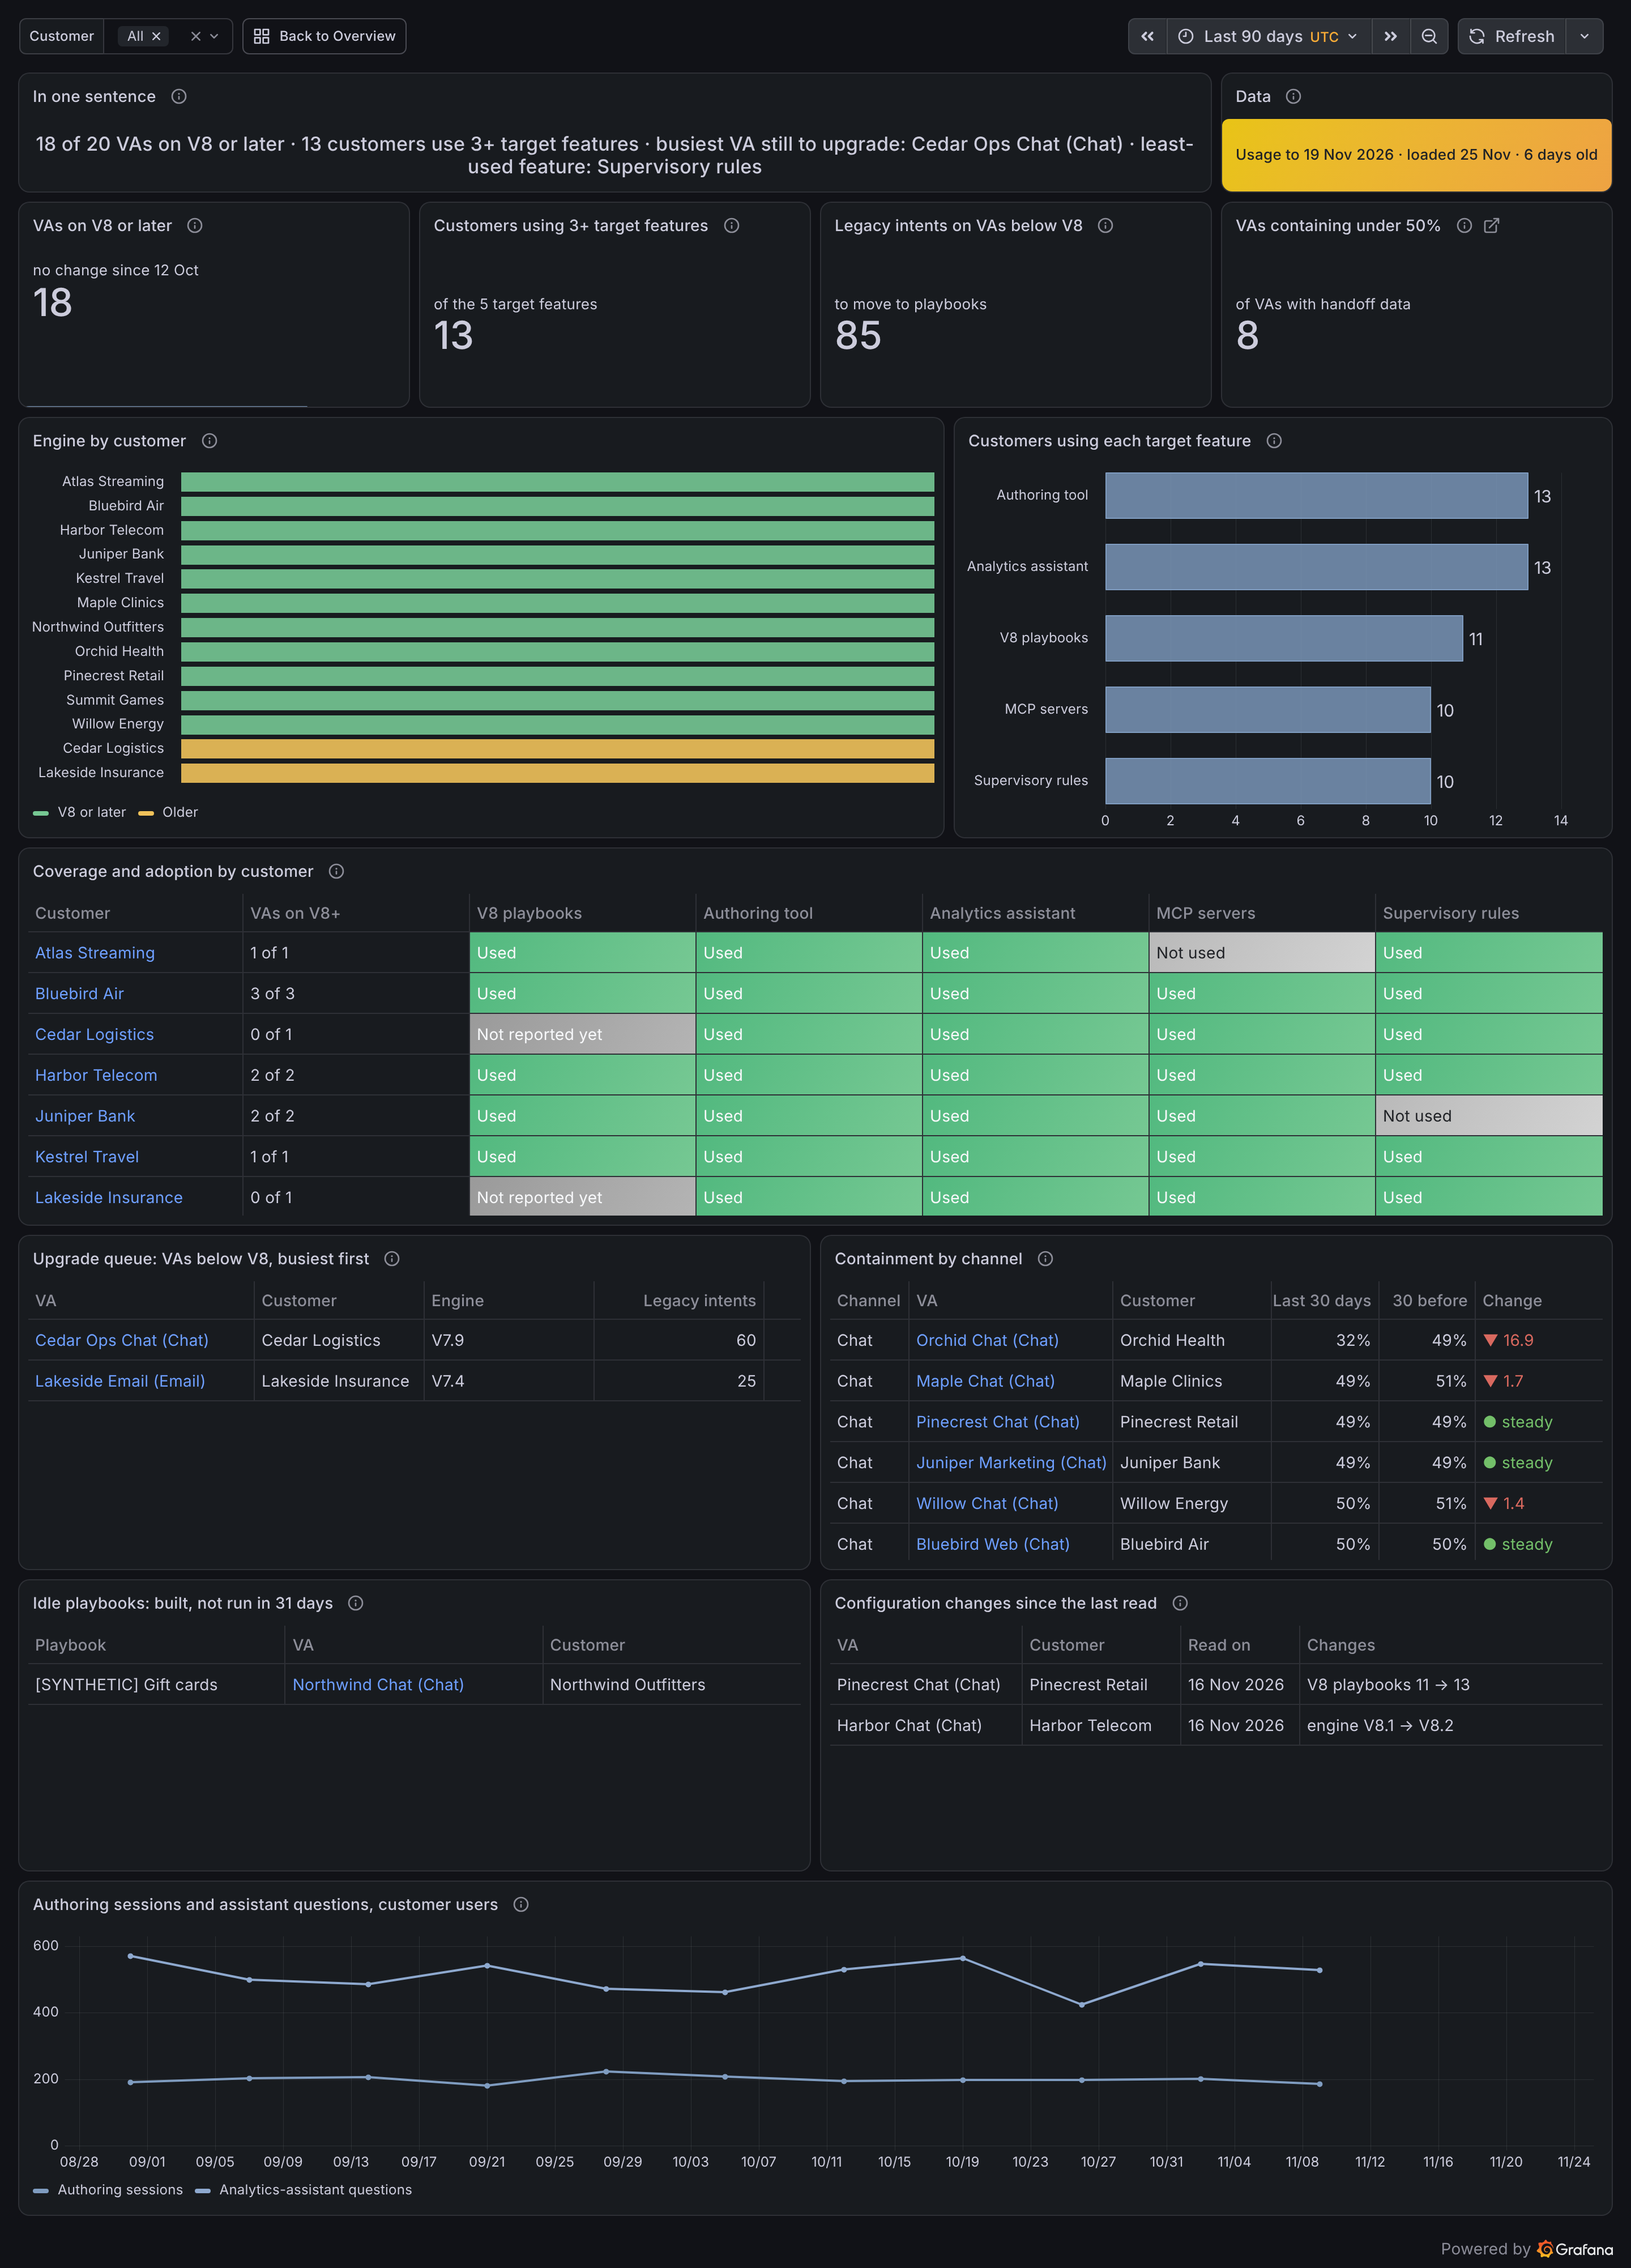 Customer All Back to Overview Last 90 days UTC Refresh
In one sentence
18 of 20 VAs on V8 or later · 13 customers use 3+ target features · busiest VA still to upgrade: Cedar Ops Chat (Chat) · least-
used feature: Supervisory rules
Data
Usage to 19 Nov 2026 · loaded 25 Nov · 6 days old
VAs on V8 or later
no change since 12 Oct
18
Customers using 3+ target features
of the 5 target features
13
Legacy intents on VAs below V8
to move to playbooks
85
VAs containing under 50%
of VAs with handoff data
8
Engine by customer
Atlas Streaming
Bluebird Air
Harbor Telecom
Juniper Bank
Kestrel Travel
Maple Clinics
Northwind Outfitters
Orchid Health
Pinecrest Retail
Summit Games
Willow Energy
Cedar Logistics
Lakeside Insurance
V8 or later Older
Customers using each target feature
Authoring tool 13
Analytics assistant 13
V8 playbooks 11
MCP servers 10
Supervisory rules 10
0 2 4 6 8 10 12 14
Coverage and adoption by customer
Customer VAs on V8+ V8 playbooks Authoring tool Analytics assistant MCP servers Supervisory rules
Atlas Streaming 1 of 1 Used Used Used Not used Used
Bluebird Air 3 of 3 Used Used Used Used Used
Cedar Logistics 0 of 1 Not reported yet Used Used Used Used
Harbor Telecom 2 of 2 Used Used Used Used Used
Juniper Bank 2 of 2 Used Used Used Used Not used
Kestrel Travel 1 of 1 Used Used Used Used Used
Lakeside Insurance 0 of 1 Not reported yet Used Used Used Used
Upgrade queue: VAs below V8, busiest first
VA Customer Engine Legacy intents
Cedar Ops Chat (Chat) Cedar Logistics V7.9 60
Lakeside Email (Email) Lakeside Insurance V7.4 25
Containment by channel
Channel VA Customer Last 30 days 30 before Change
Chat Orchid Chat (Chat) Orchid Health 32% 49% ▼ 16.9
Chat Maple Chat (Chat) Maple Clinics 49% 51% ▼ 1.7
Chat Pinecrest Chat (Chat) Pinecrest Retail 49% 49% ● steady
Chat Juniper Marketing (Chat) Juniper Bank 49% 49% ● steady
Chat Willow Chat (Chat) Willow Energy 50% 51% ▼ 1.4
Chat Bluebird Web (Chat) Bluebird Air 50% 50% ● steady
Idle playbooks: built, not run in 31 days
Playbook VA Customer
[SYNTHETIC] Gift cards Northwind Chat (Chat) Northwind Outfitters
Configuration changes since the last read
VA Customer Read on Changes
Pinecrest Chat (Chat) Pinecrest Retail 16 Nov 2026 V8 playbooks 11 → 13
Harbor Chat (Chat) Harbor Telecom 16 Nov 2026 engine V8.1 → V8.2
Authoring sessions and assistant questions, customer users
600
400
200
0
08/28 09/01 09/05 09/09 09/13 09/17 09/21 09/25 09/29 10/03 10/07 10/11 10/15 10/19 10/23 10/27 10/31 11/04 11/08 11/12 11/16 11/20 11/24
Authoring sessions Analytics-assistant questions
Powered by Grafana